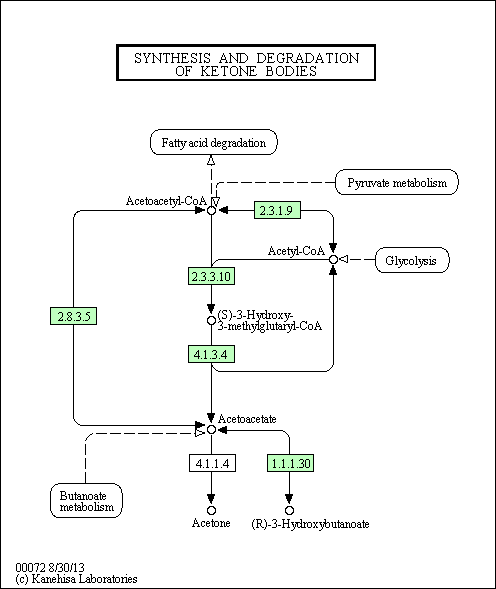 SYNTHESIS AND DEGRADATION
OF KETONE BODIES
Fatty acid degradation
Pyruvate metabolism
Acetoacetyl-CoA
2.3.1.9
Acetyl-CoA
Glycolysis
2.3.3.10
(S)-3-Hydroxy-
3-methylglutaryl-CoA
2.8.3.5
4.1.3.4
Acetoacetate
4.1.1.4
1.1.1.30
Butanoate
metabolism
Acetone
(R)-3-Hydroxybutanoate
00072 8/30/13
(c) Kanehisa Laboratories